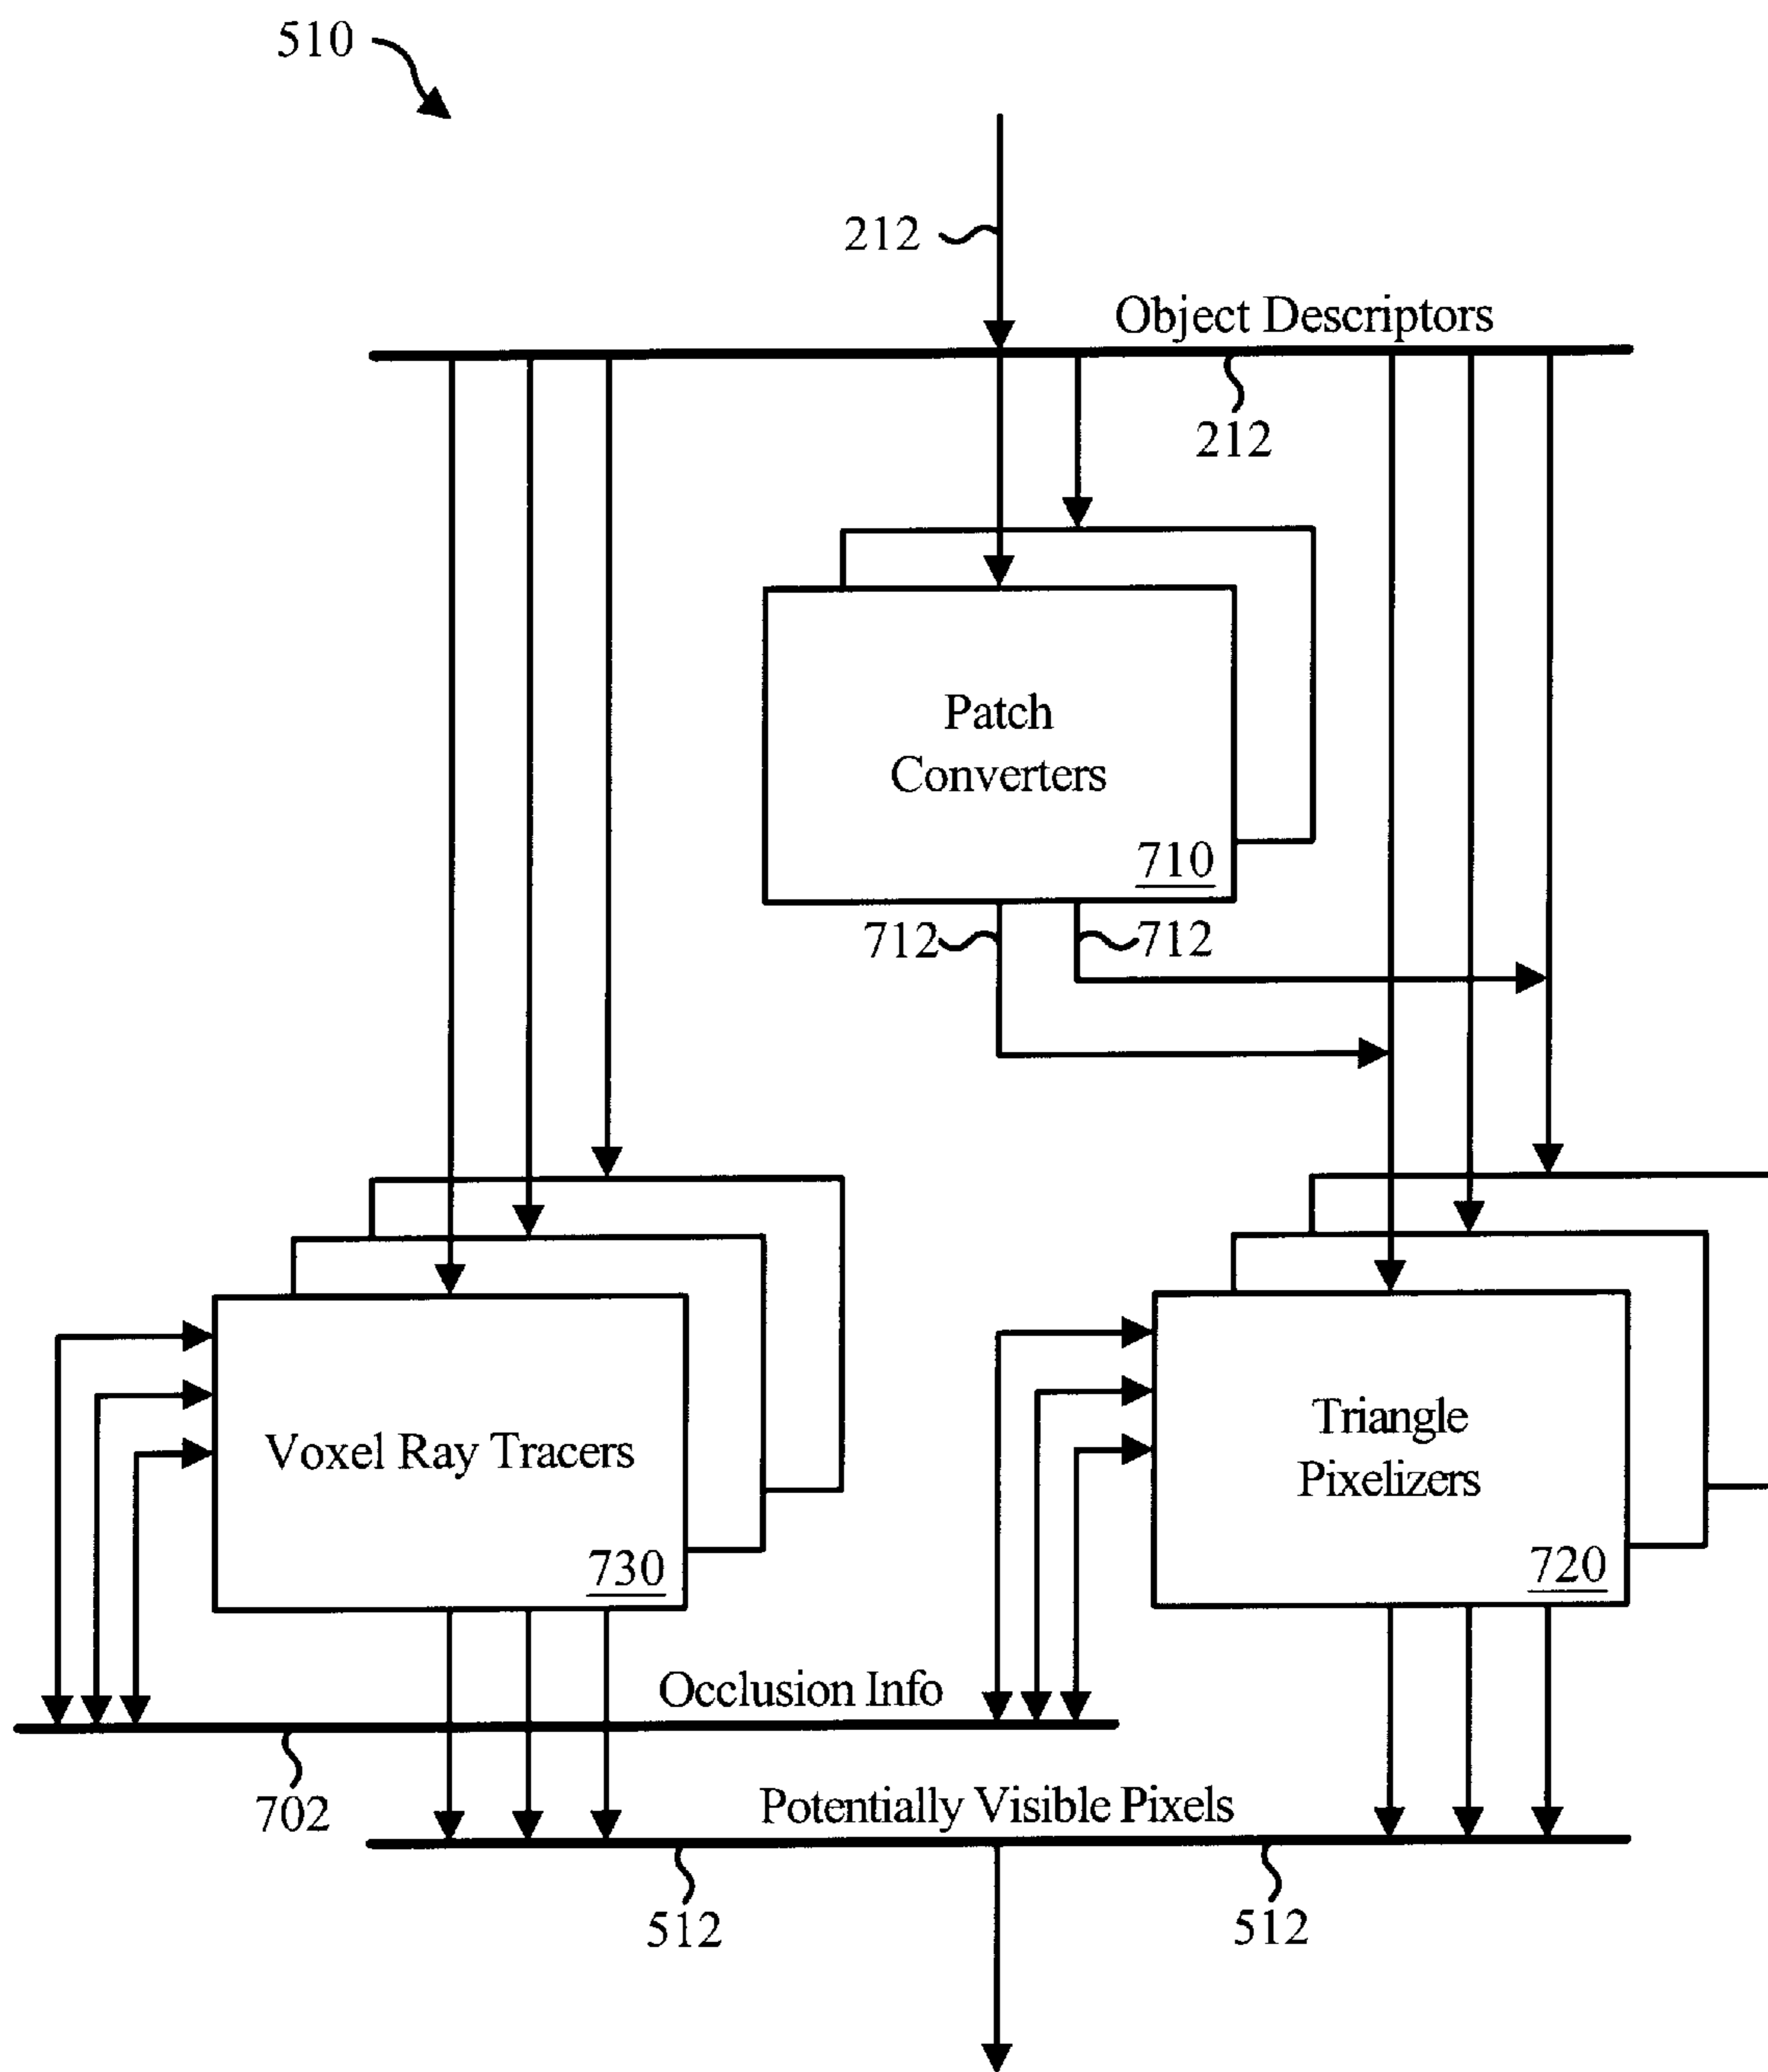 510
212
Object Descriptors
212
Patch
Converters
710
712
712
Voxel Ray Tracers
730
Triangle
Pixelizers
720
Occlusion Info
702
Potentially Visible Pixels
512
512